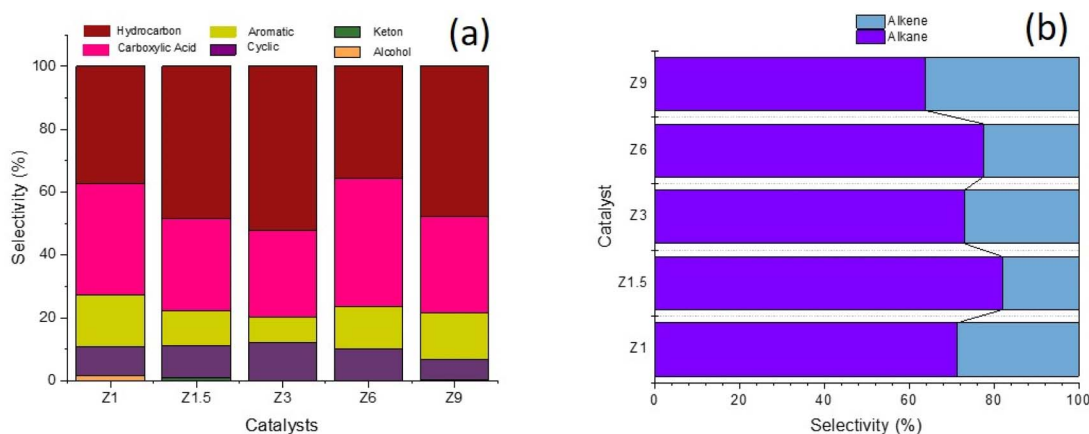 Hydrocarbon Aromatic Keton
Carboxylic Acid Cyclic Alcohol
(a)
100
80
60
40
20
0
Selectivity (%)
Z1 Z1.5 Z3 Z6 Z9
Catalysts
Alkene
Alkane
(b)
Z9
Z6
Z3
Z1.5
Z1
Catalyst
0 20 40 60 80 100
Selectivity (%)